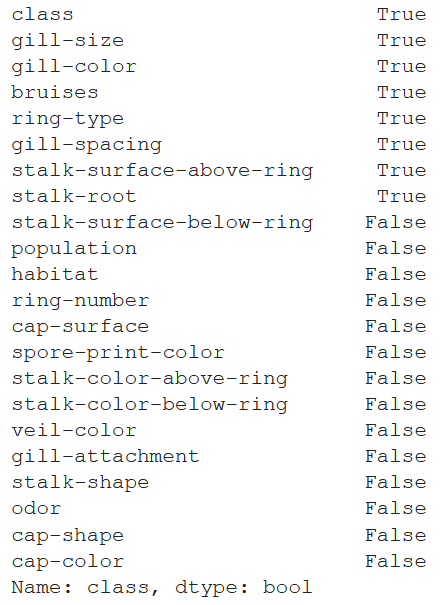 class True
gill-size True
gill-color True
bruises True
ring-type True
gill-spacing True
stalk-surface-above-ring True
stalk-root True
stalk-surface-below-ring False
population False
habitat False
ring-number False
cap-surface False
spore-print-color False
stalk-color-above-ring False
stalk-color-below-ring False
veil-color False
gill-attachment False
stalk-shape False
odor False
cap-shape False
cap-color False
Name: class, dtype: bool